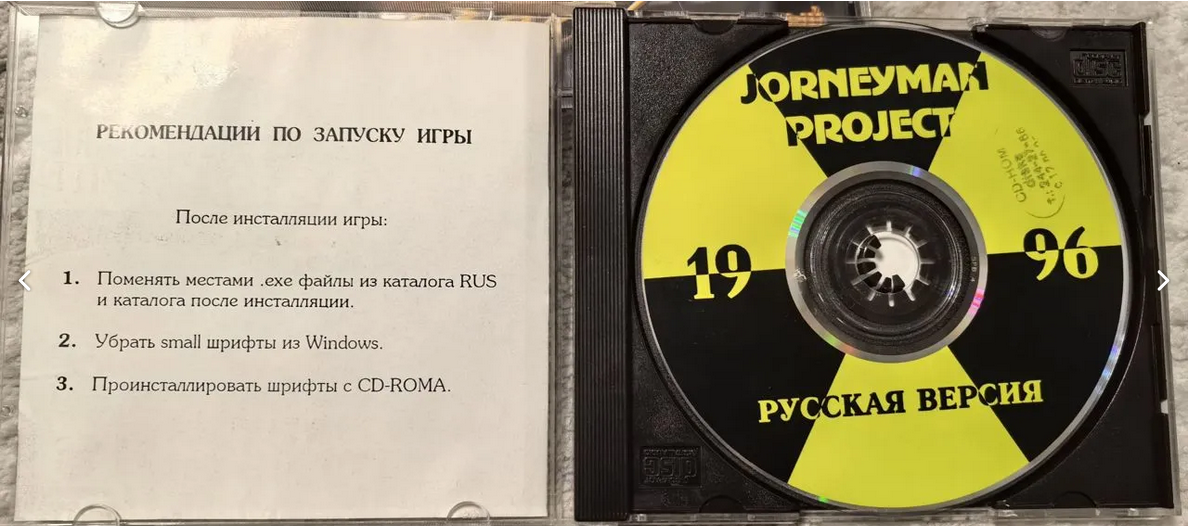 РЕКОМЕНДАЦИИ ПО ЗАПУСКУ ИГРЫ
После инсталляции игры:
1. Поменять местами .exe файлы из каталога RUS
и каталога после инсталляции.
2. Убрать small шрифты из Windows.
3. Проинсталлировать шрифты с CD-ROMA.
JORNEYMAN
PROJECT
19 96
РУССКАЯ ВЕРСИЯ